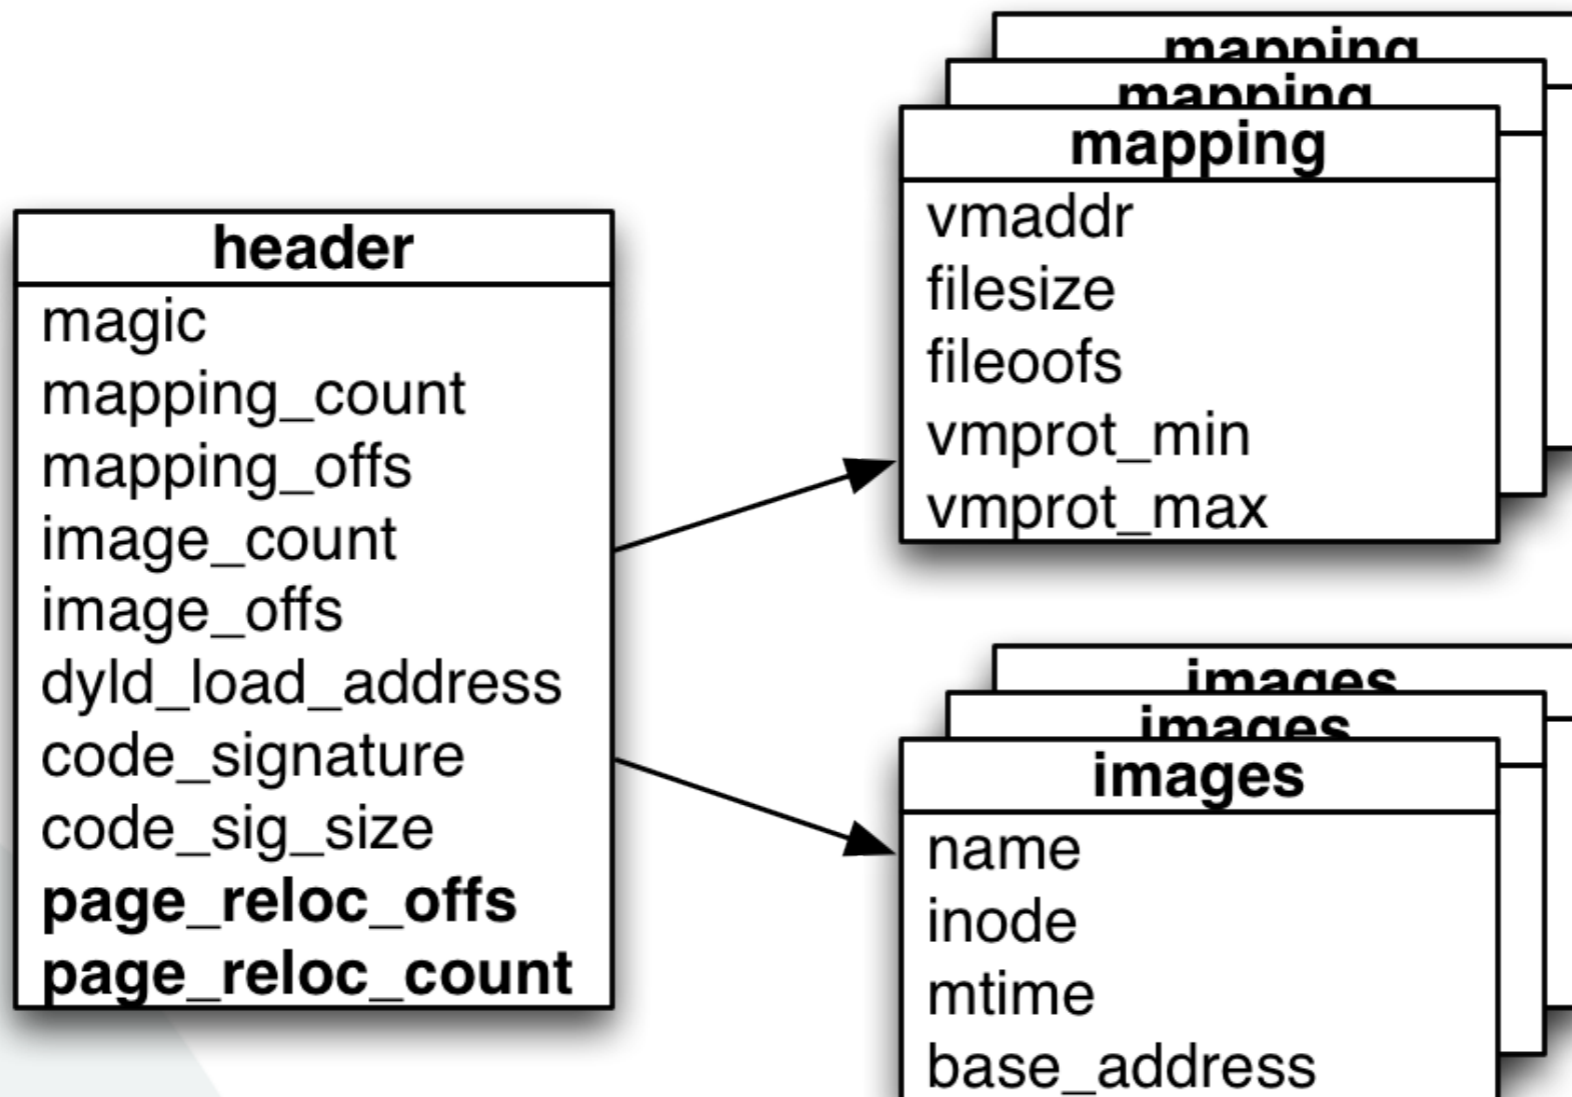 header
magic
mapping_count
mapping_offs
image_count
image_offs
dyld_load_address
code_signature
code_sig_size
page_reloc_offs
page_reloc_count
mapping
mapping
mapping
vmaddr
filesize
fileoofs
vmprot_min
vmprot_max
images
images
images
name
inode
mtime
base_address